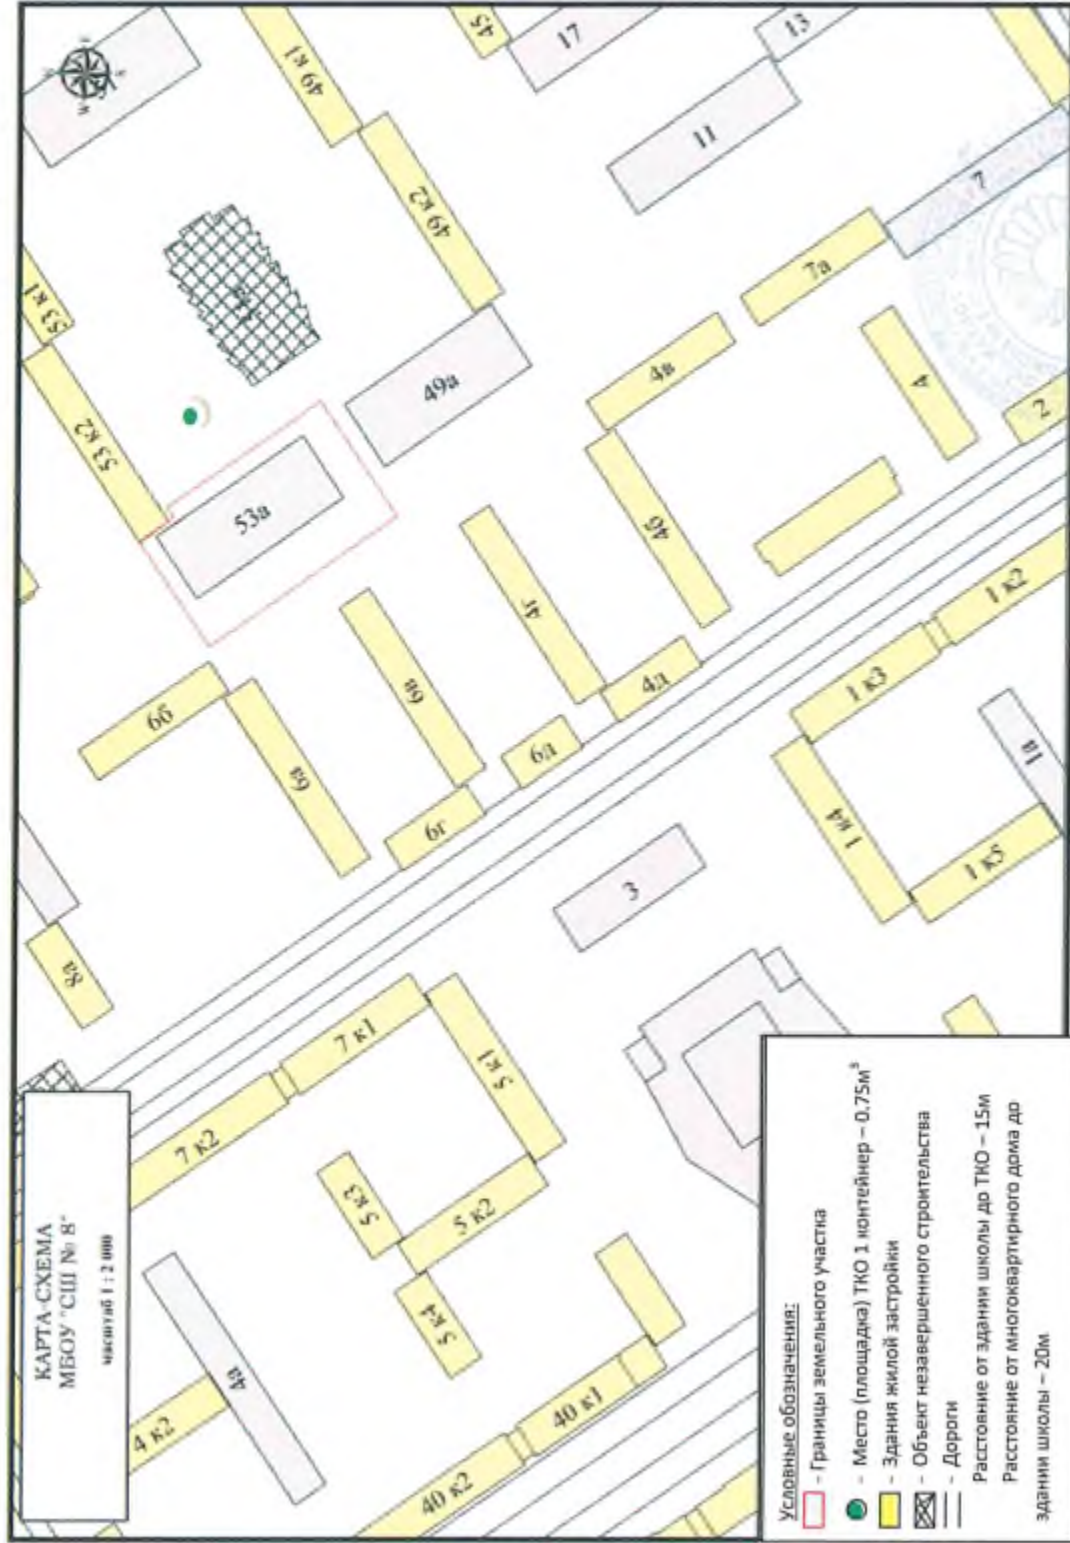 КАРТА-СХЕМА
МБОУ "СШ № 8"
масштаб 1 : 2 000
53 к1
49 к1
45
17
13
53 к2
49 к2
11
7
53а
49а
7а
4в
4
2
4г
4б
6б
6в
4д
1 к2
6а
6д
1 к3
6г
1а
8а
3
1 к4
1 к5
7 к1
5 к1
7 к2
5 к3
5 к2
5 к4
4а
4 к2
40 к1
40 к2
Условные обозначения:
- Границы земельного участка
- Место (площадка) ТКО 1 контейнер – 0.75м³
- Здания жилой застройки
- Объект незавершенного строительства
- Дороги
Расстояние от здании школы до ТКО – 15м
Расстояние от многоквартирного дома до
здании школы – 20м